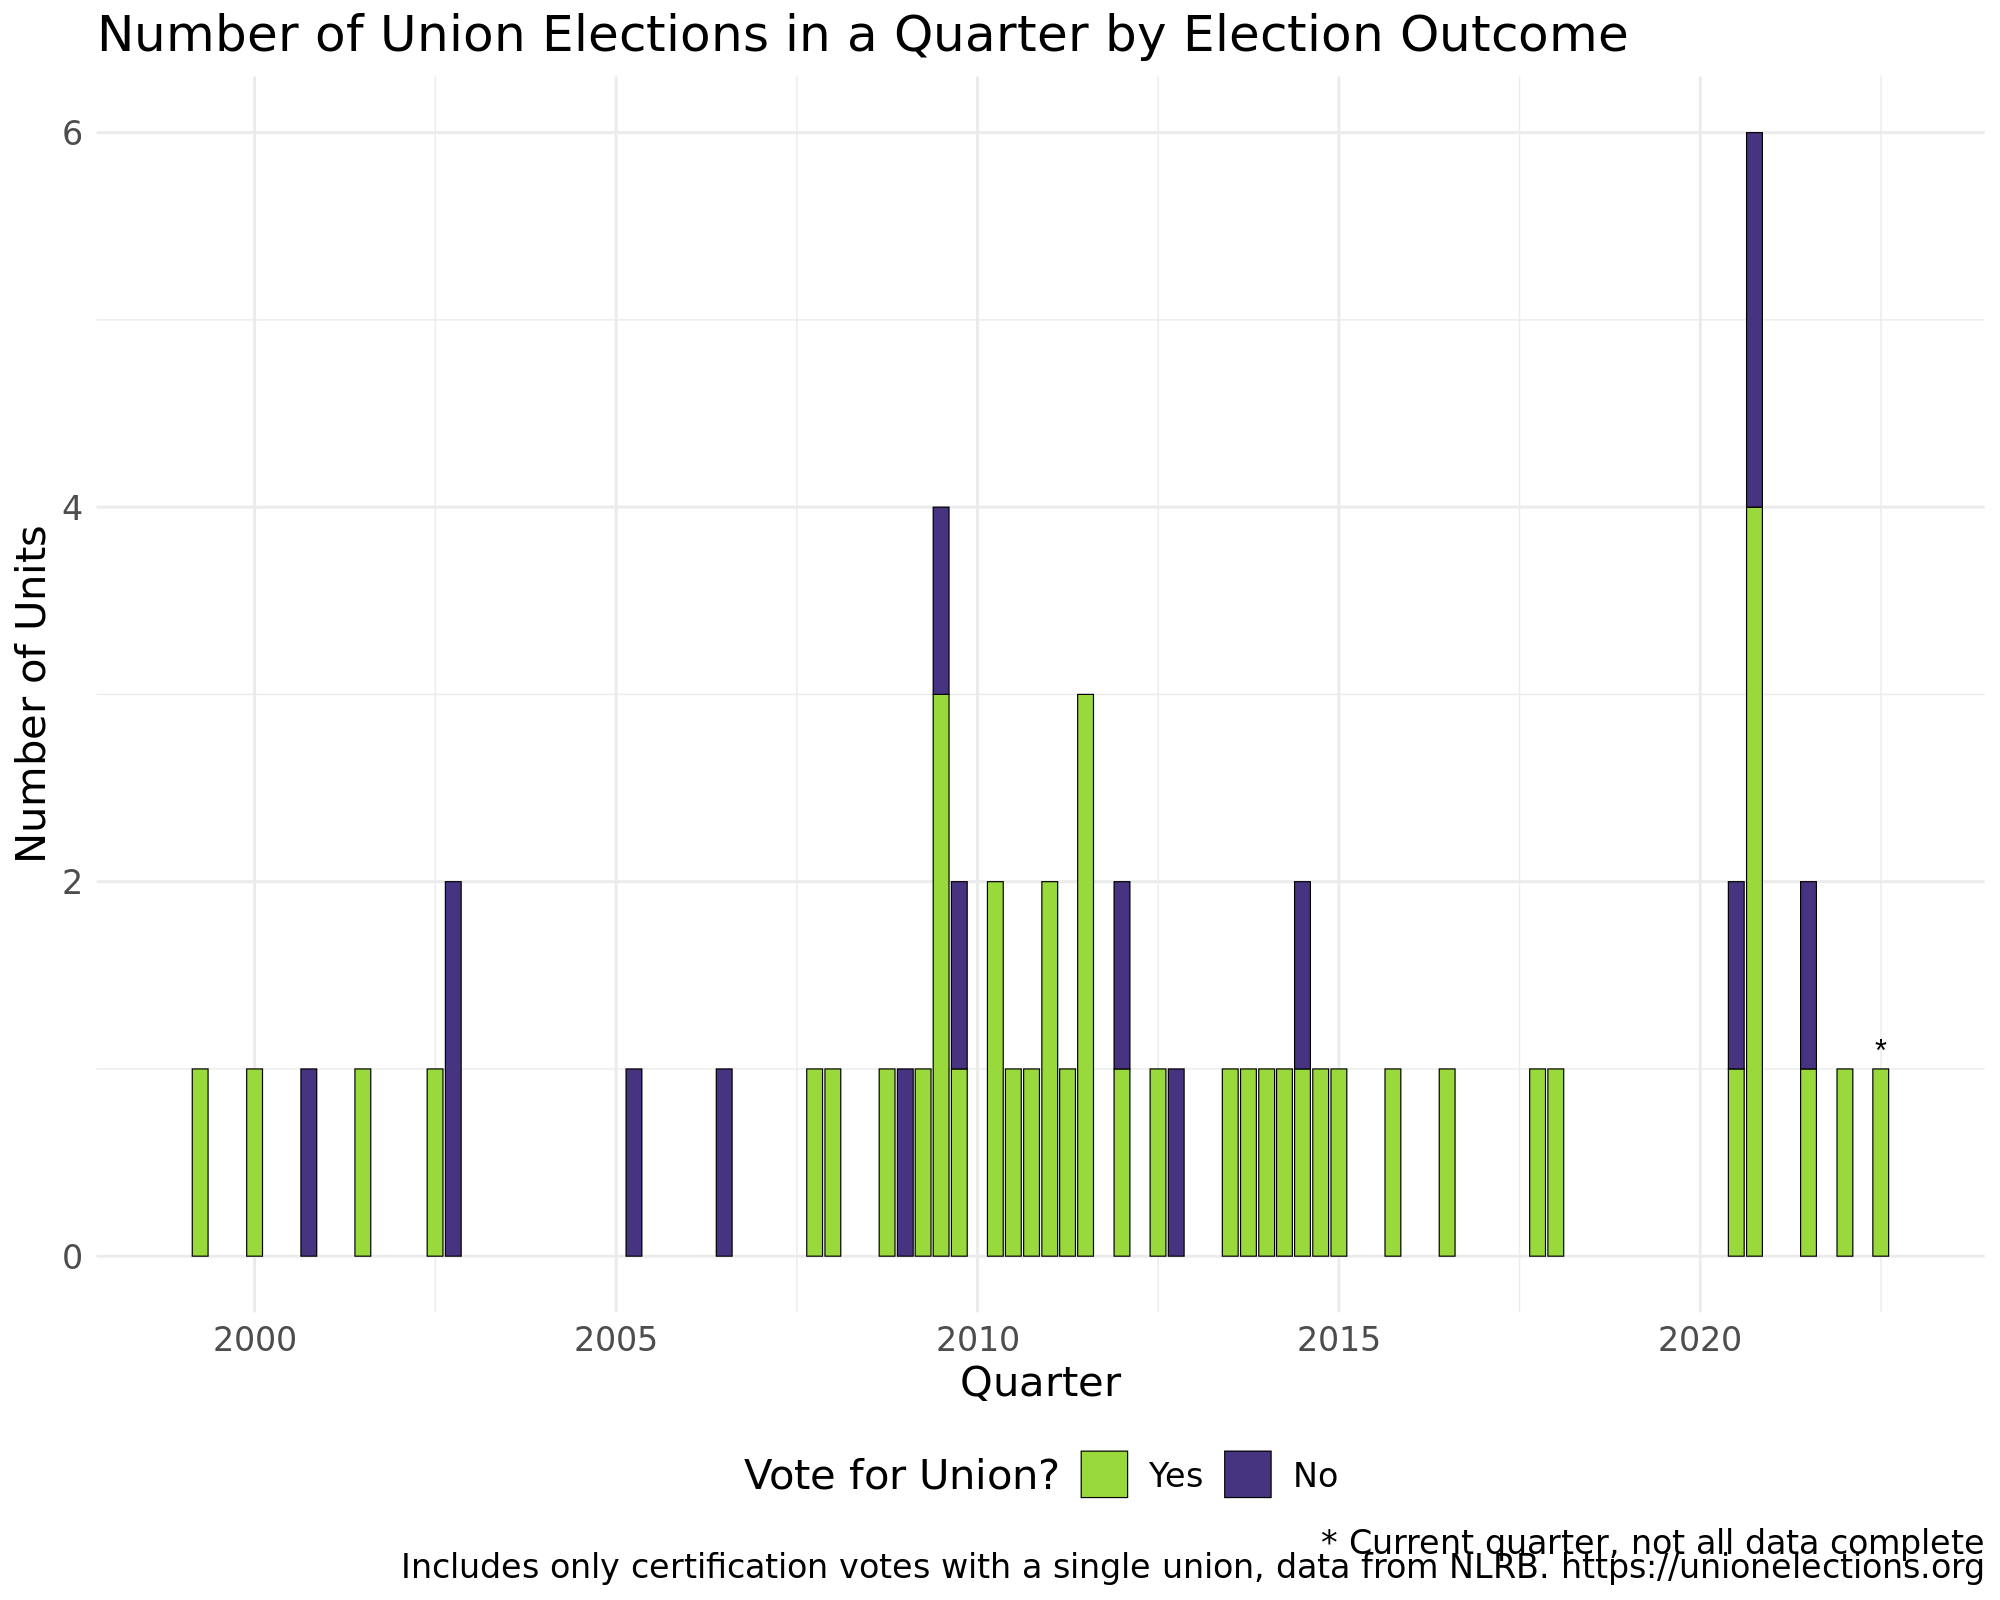 Number of Union Elections in a Quarter by Election Outcome
6
4
2
0
Number of Units
*
2000 2005 2010 2015 2020
Quarter
Vote for Union? Yes No
* Current quarter, not all data complete
Includes only certification votes with a single union, data from NLRB. https://unionelections.org